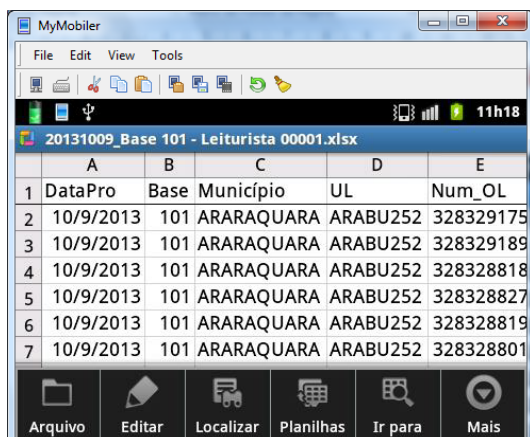 MyMobiler
File Edit View Tools
11h18
20131009_Base 101 - Leiturista 00001.xlsx
A B C D E
1 DataPro Base Município UL Num_OL
2 10/9/2013 101 ARARAQUARA ARABU252 328329175
3 10/9/2013 101 ARARAQUARA ARABU252 328329189
4 10/9/2013 101 ARARAQUARA ARABU252 328328818
5 10/9/2013 101 ARARAQUARA ARABU252 328328827
6 10/9/2013 101 ARARAQUARA ARABU252 328328819
7 10/9/2013 101 ARARAQUARA ARABU252 328328801
Arquivo Editar Localizar Planilhas Ir para Mais